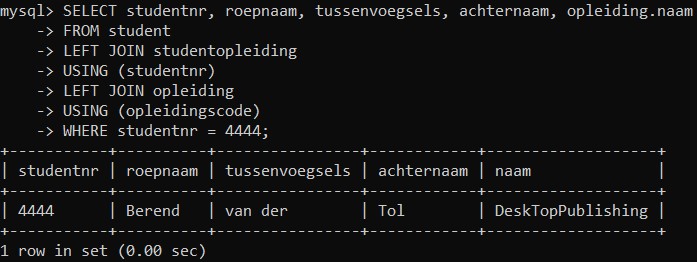 mysql> SELECT studentnr, roepnaam, tussenvoegsels, achternaam, opleiding.naam
    -> FROM student
    -> LEFT JOIN studentopleiding
    -> USING (studentnr)
    -> LEFT JOIN opleiding
    -> USING (opleidingscode)
    -> WHERE studentnr = 4444;
+-----------+----------+----------------+------------+-------------------+
| studentnr | roepnaam | tussenvoegsels | achternaam | naam              |
+-----------+----------+----------------+------------+-------------------+
| 4444      | Berend   | van der        | Tol        | DeskTopPublishing |
+-----------+----------+----------------+------------+-------------------+
1 row in set (0.00 sec)